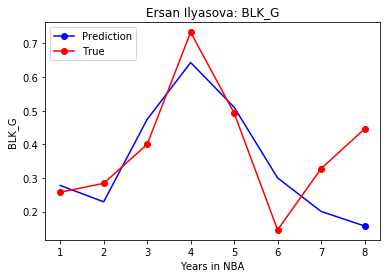 Ersan Ilyasova: BLK_G
Prediction
True
BLK_G
0.7
0.6
0.5
0.4
0.3
0.2
1 2 3 4 5 6 7 8
Years in NBA